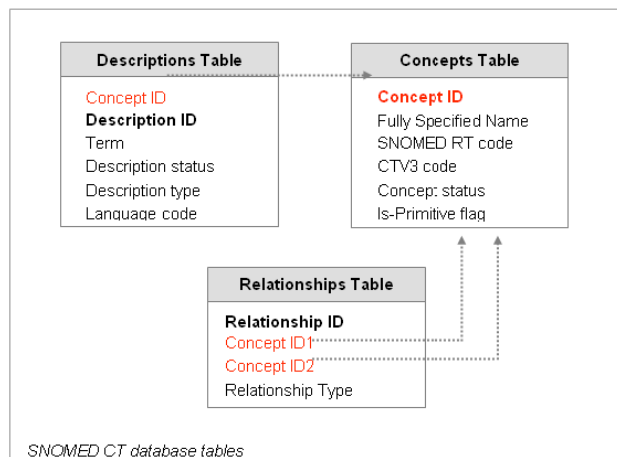 Descriptions Table
Concept ID
Description ID
Term
Description status
Description type
Language code
Concepts Table
Concept ID
Fully Specified Name
SNOMED RT code
CTV3 code
Concept status
Is-Primitive flag
Relationships Table
Relationship ID
Concept ID1
Concept ID2
Relationship Type
SNOMED CT database tables